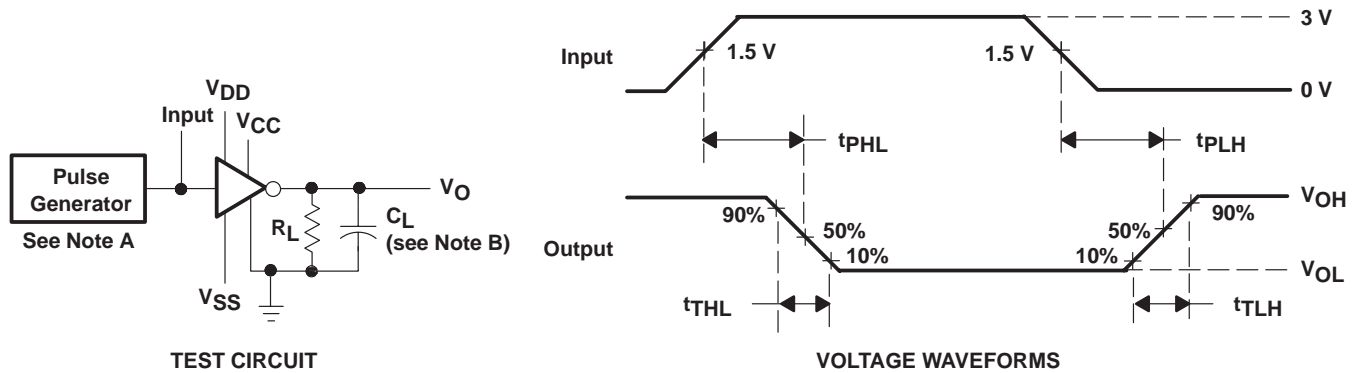 Pulse
Generator
See Note A
Input
VDD
VCC
VSS
RL
CL
(see Note B)
VO
TEST CIRCUIT
Input
1.5 V
1.5 V
3 V
0 V
tPHL
tPLH
Output
90%
50%
10%
10%
50%
90%
VOH
VOL
tTHL
tTLH
VOLTAGE WAVEFORMS